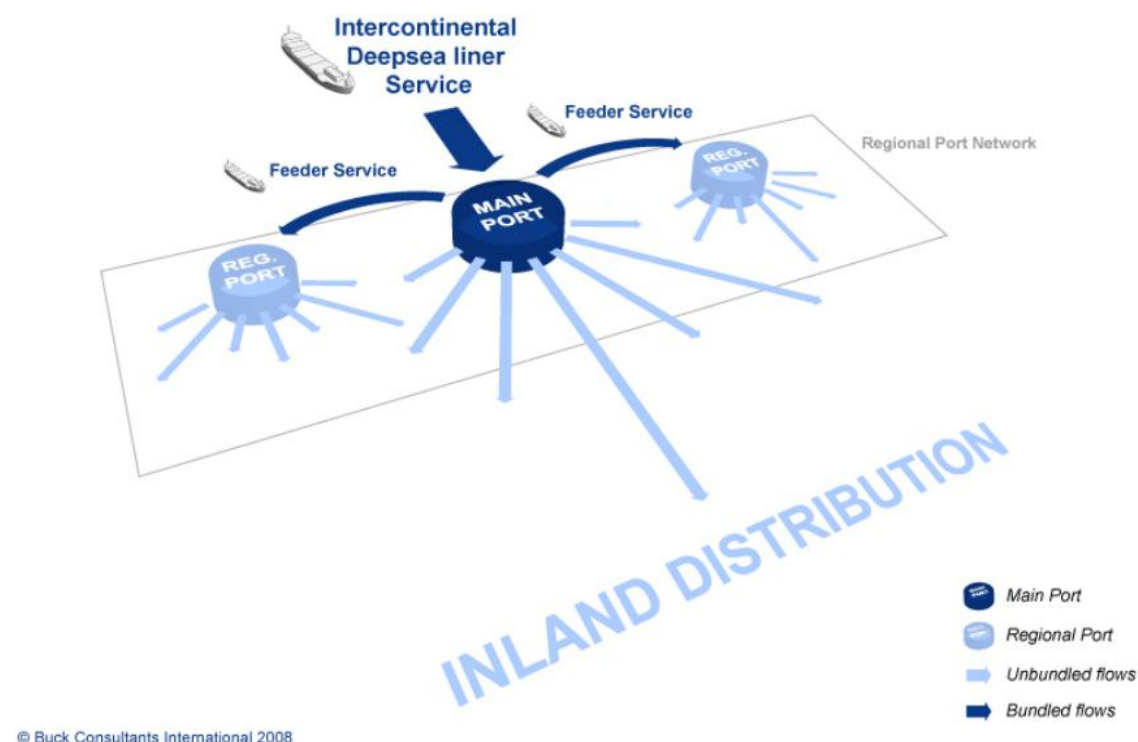 Intercontinental
Deepsea liner
Service
Feeder Service
Feeder Service
Regional Port Network
REG.
PORT
MAIN
PORT
REG.
PORT
INLAND DISTRIBUTION
Main Port
Regional Port
Unbundled flows
Bundled flows
© Buck Consultants International 2008